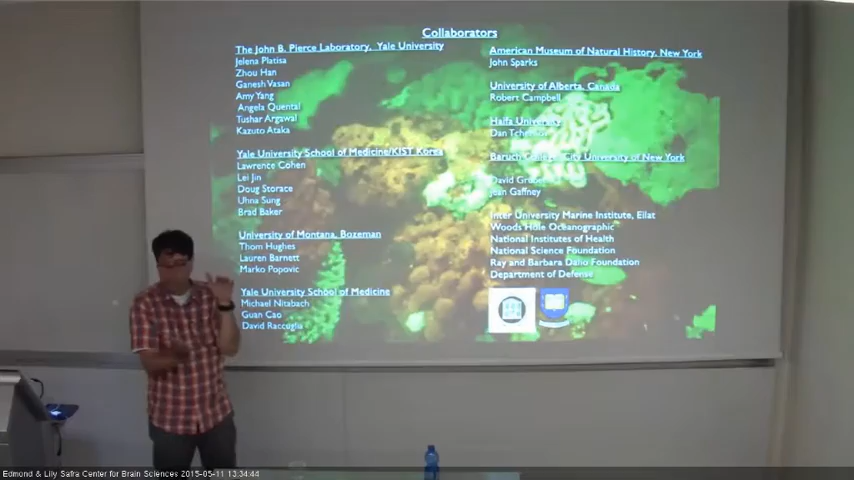 Collaborators
The John B. Pierce Laboratory, Yale University
Jelena Platisa
Zhou Han
Ganesh Vasan
Amy Yang
Angela Quental
Tushar Argawal
Kazuto Ataka
Yale University School of Medicine/KIST Korea
Lawrence Cohen
Lei Jin
Doug Storace
Uhna Sung
Brad Baker
University of Montana, Bozeman
Thom Hughes
Lauren Barnett
Marko Popovic
Yale University School of Medicine
Michael Nitabach
Guan Cao
David Raccuglia
American Museum of Natural History, New York
John Sparks
University of Alberta, Canada
Robert Campbell
Haifa University
Dan
Baruch College, City University of New York
David Gruber
Jean Gaffney
Inter University Marine Institute, Eilat
Woods Hole Oceanographic
National Institutes of Health
National Science Foundation
Ray and Barbara Dalio Foundation
Department of Defense
Edmond & Lily Safra Center for Brain Sciences 2015-05-11 13:34:44